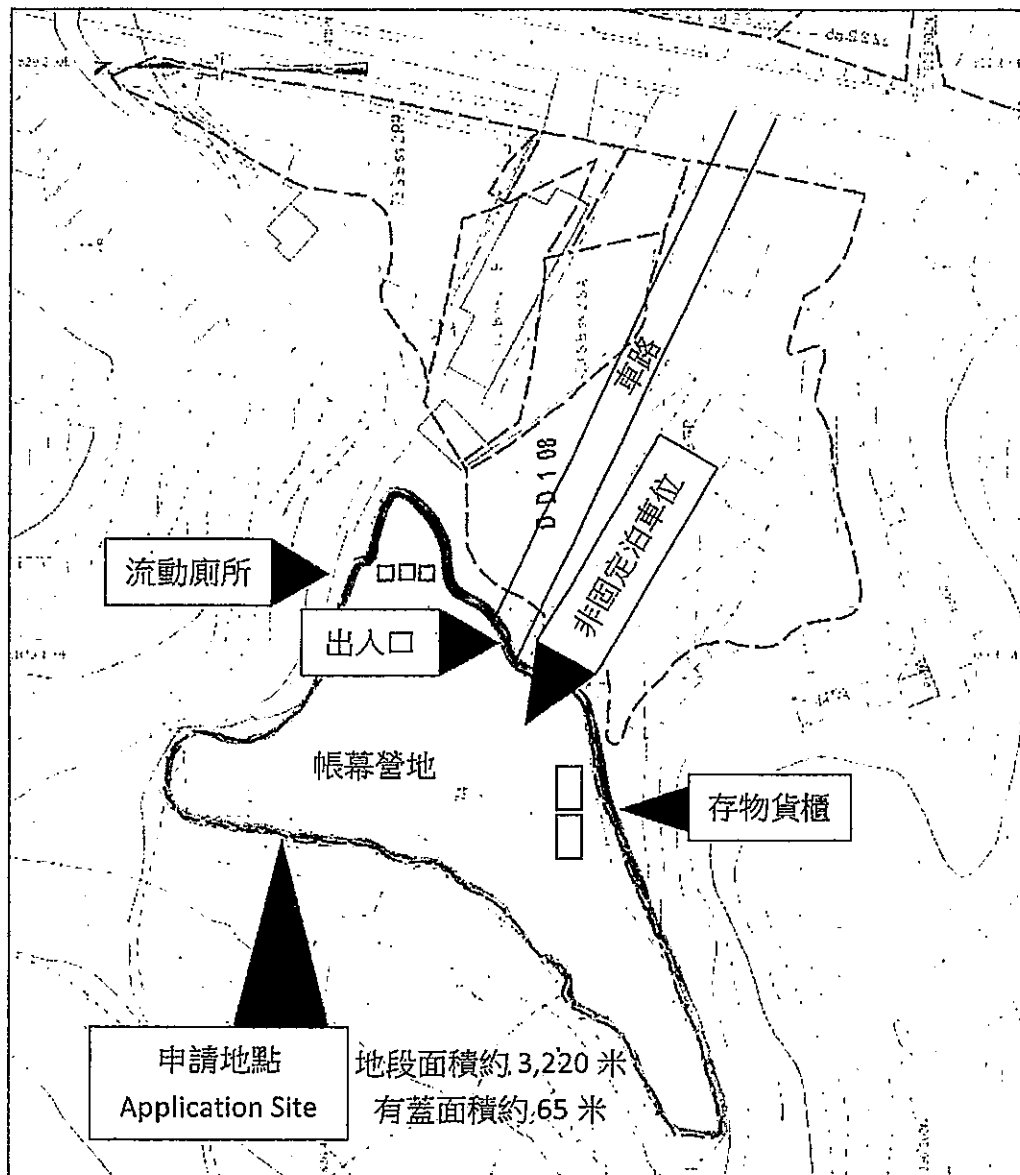 車路
DD108
非固定泊車位
流動廁所
出入口
帳幕營地
存物貨櫃
申請地點
Application Site
地段面積約 3,220 米
有蓋面積約 65 米